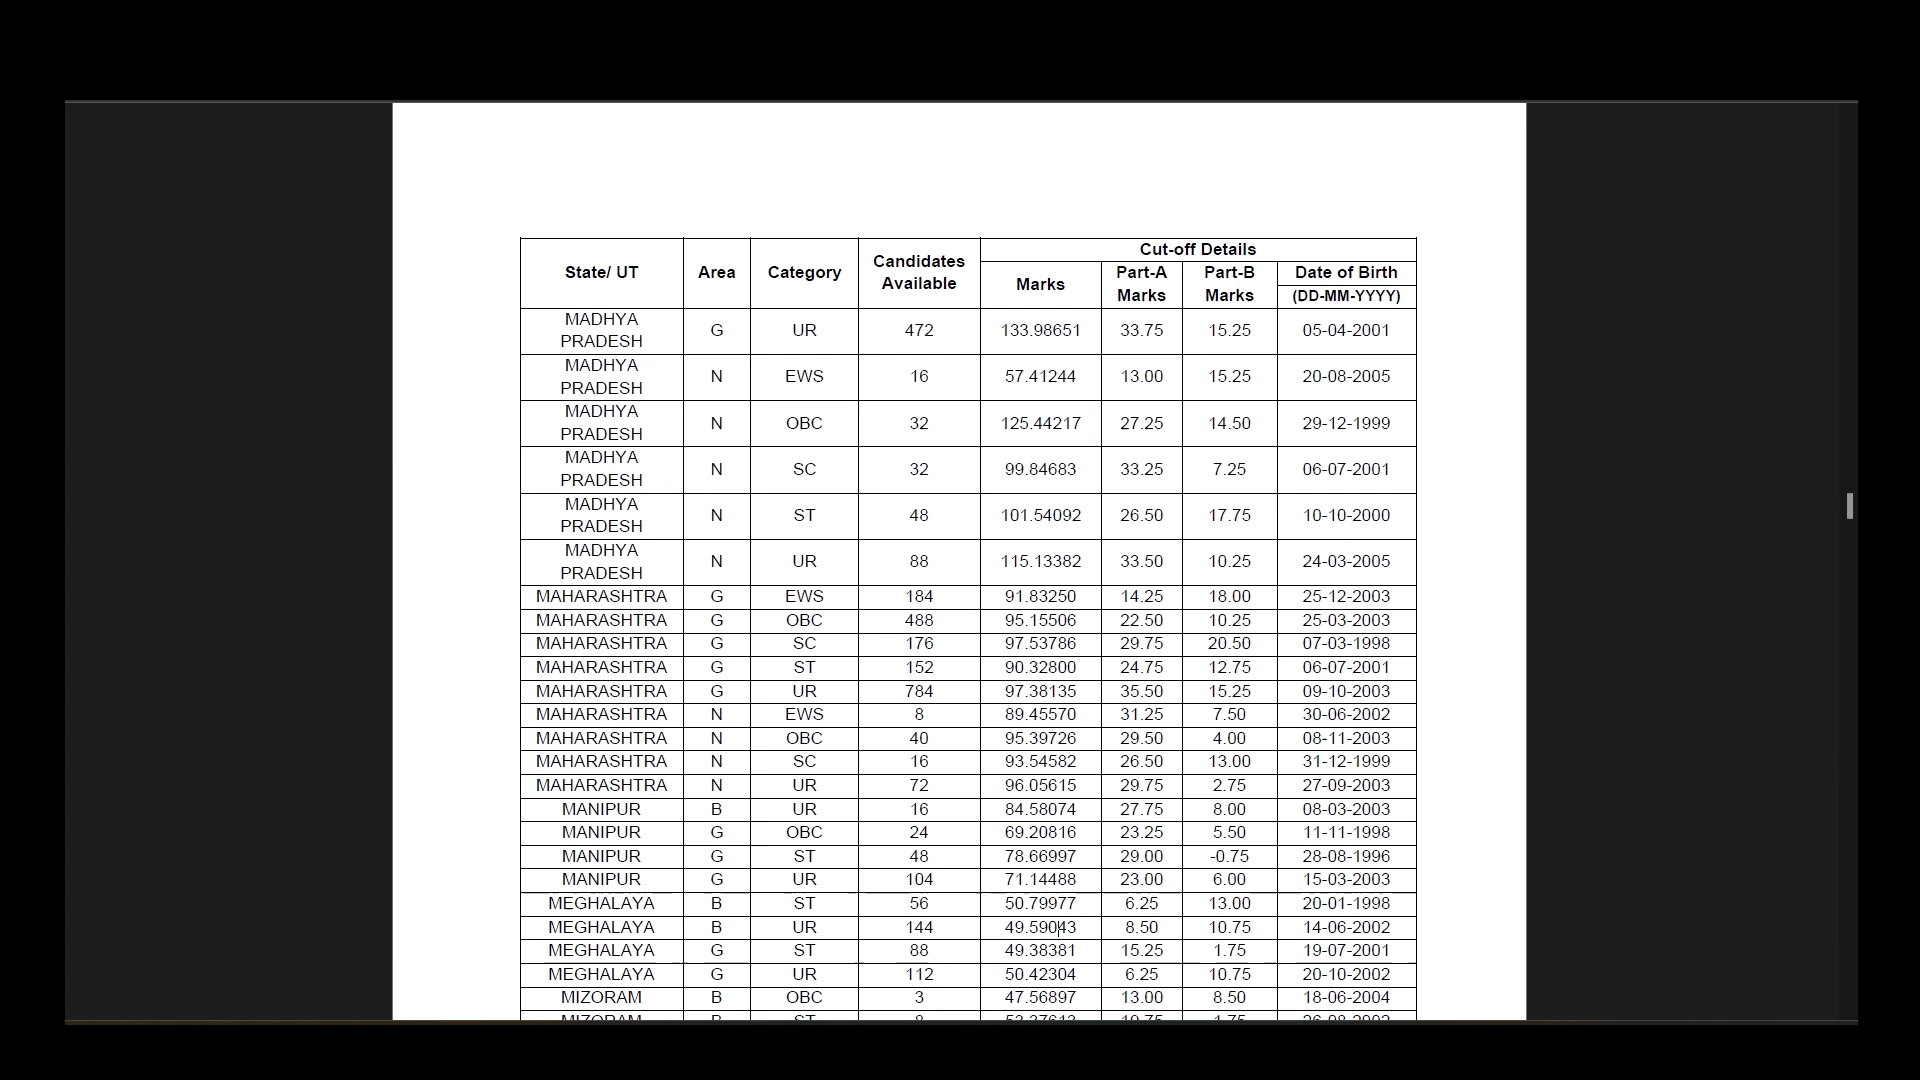 State/ UT Area Category Candidates Available Cut-off Details
Marks Part-A Marks Part-B Marks Date of Birth
(DD-MM-YYYY)
MADHYA PRADESH G UR 472 133.98651 33.75 15.25 05-04-2001
MADHYA PRADESH N EWS 16 57.41244 13.00 15.25 20-08-2005
MADHYA PRADESH N OBC 32 125.44217 27.25 14.50 29-12-1999
MADHYA PRADESH N SC 32 99.84683 33.25 7.25 06-07-2001
MADHYA PRADESH N ST 48 101.54092 26.50 17.75 10-10-2000
MADHYA PRADESH N UR 88 115.13382 33.50 10.25 24-03-2005
MAHARASHTRA G EWS 184 91.83250 14.25 18.00 25-12-2003
MAHARASHTRA G OBC 488 95.15506 22.50 10.25 25-03-2003
MAHARASHTRA G SC 176 97.53786 29.75 20.50 07-03-1998
MAHARASHTRA G ST 152 90.32800 24.75 12.75 06-07-2001
MAHARASHTRA G UR 784 97.38135 35.50 15.25 09-10-2003
MAHARASHTRA N EWS 8 89.45570 31.25 7.50 30-06-2002
MAHARASHTRA N OBC 40 95.39726 29.50 4.00 08-11-2003
MAHARASHTRA N SC 16 93.54582 26.50 13.00 31-12-1999
MAHARASHTRA N UR 72 96.05615 29.75 2.75 27-09-2003
MANIPUR B UR 16 84.58074 27.75 8.00 08-03-2003
MANIPUR G OBC 24 69.20816 23.25 5.50 11-11-1998
MANIPUR G ST 48 78.66997 29.00 -0.75 28-08-1996
MANIPUR G UR 104 71.14488 23.00 6.00 15-03-2003
MEGHALAYA B ST 56 50.79977 6.25 13.00 20-01-1998
MEGHALAYA B UR 144 49.59043 8.50 10.75 14-06-2002
MEGHALAYA G ST 88 49.38381 15.25 1.75 19-07-2001
MEGHALAYA G UR 112 50.42304 6.25 10.75 20-10-2002
MIZORAM B OBC 3 47.56897 13.00 8.50 18-06-2004
MIZORAM B ST